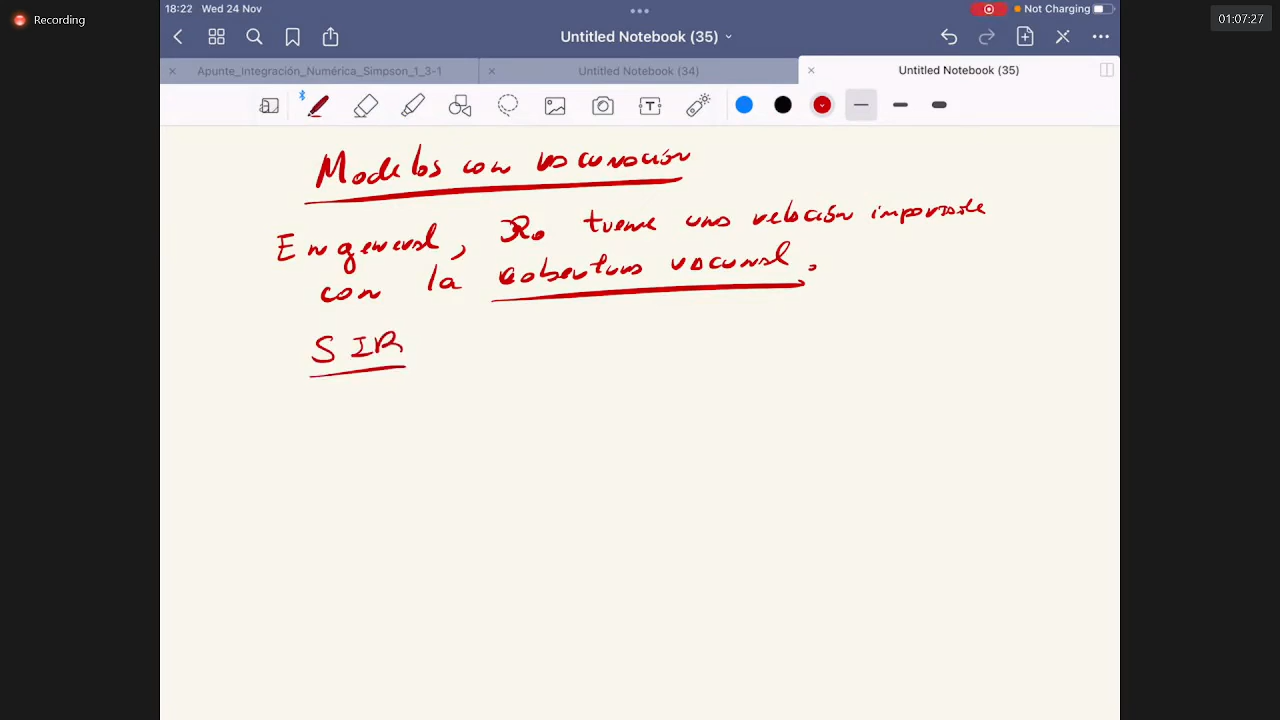 Recording
18:22 Wed 24 Nov
Not Charging
01:07:27
Untitled Notebook (35)
Apunte_Integración_Numérica_Simpson_1_3-1
Untitled Notebook (34)
Untitled Notebook (35)
T
Modelos con vacunación
En general, R₀ tiene una relación importante
con la cobertura vacunal.
SIR